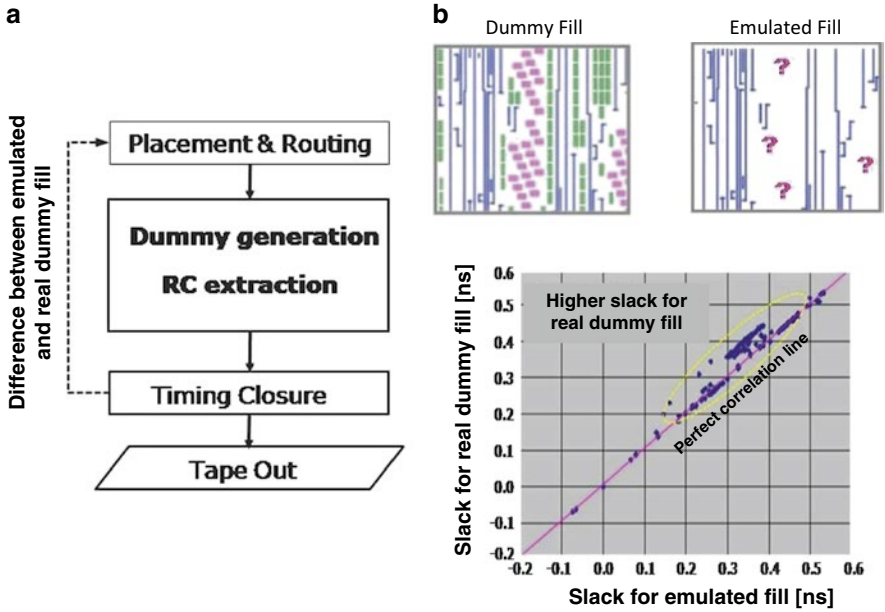 a
Difference between emulated
and real dummy fill
Placement & Routing
Dummy generation
RC extraction
Timing Closure
Tape Out
b
Dummy Fill
Emulated Fill
?
?
?
?
Slack for real dummy fill [ns]
0.6
0.5
0.4
0.3
0.2
0.1
0.0
-0.1
-0.2
Higher slack for
real dummy fill
Perfect correlation line
-0.2 -0.1 0.0 0.1 0.2 0.3 0.4 0.5 0.6
Slack for emulated fill [ns]